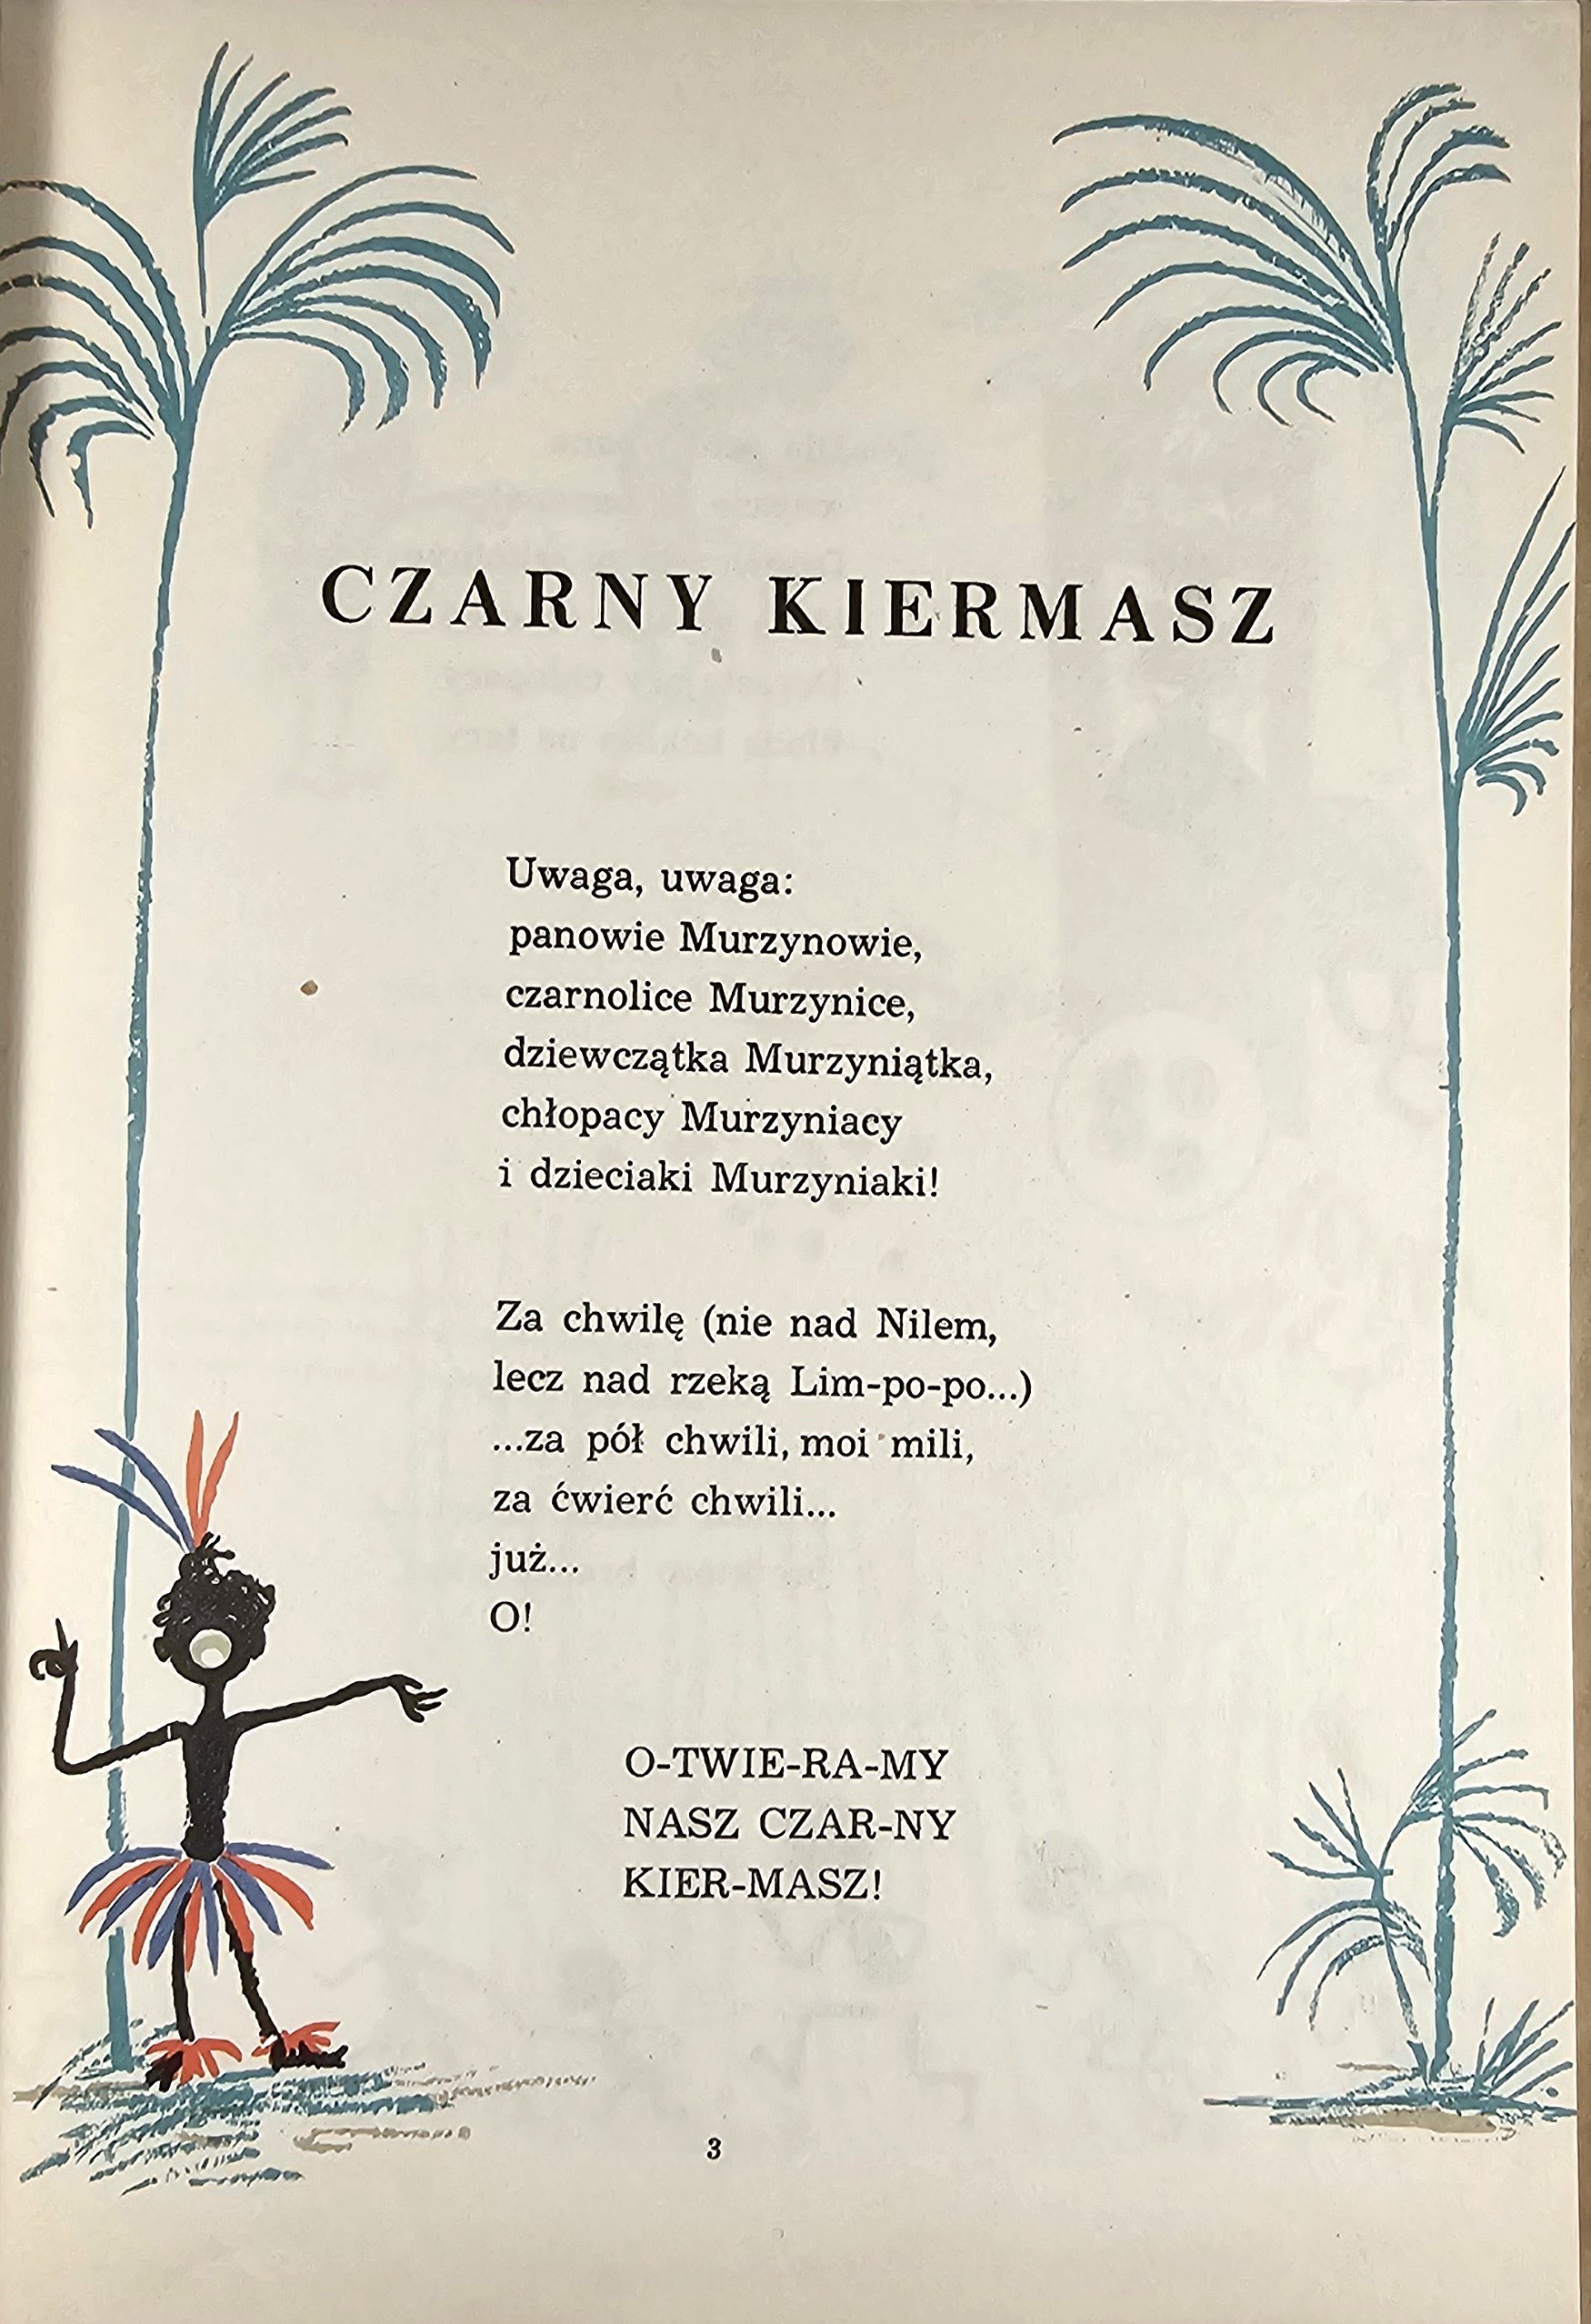 CZARNY KIERMASZ
Uwaga, uwaga:
panowie Murzynowie,
czarnolice Murzynice,
dziewczątka Murzyniątka,
chłopacy Murzyniacy
i dzieciaki Murzyniaki!
Za chwilę (nie nad Nilem,
lecz nad rzeką Lim-po-po...)
...za pół chwili, moi mili,
za ćwierć chwili...
już...
O!
O-TWIE-RA-MY
NASZ CZAR-NY
KIER-MASZ!
3